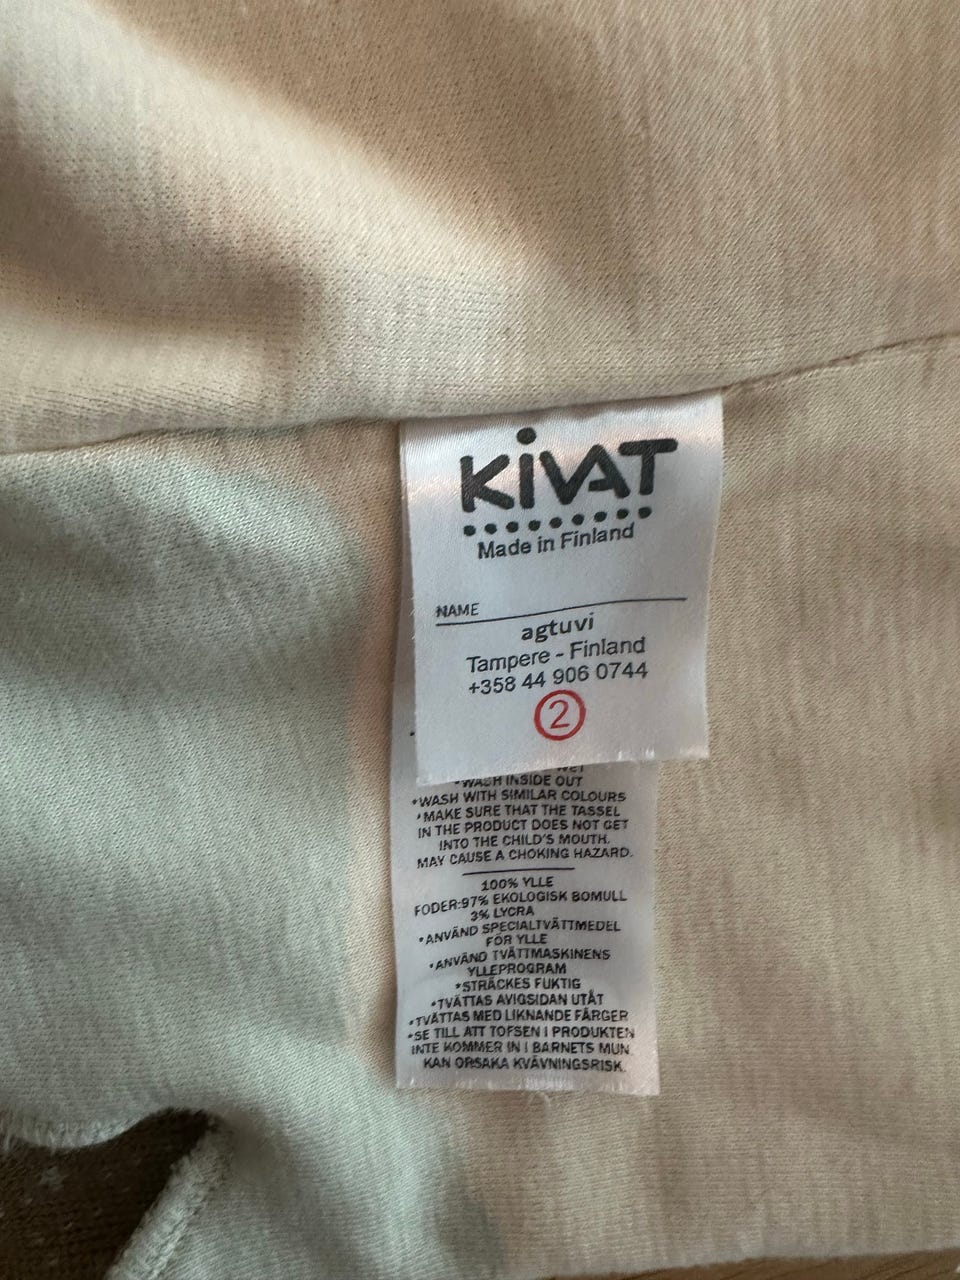 KiVAT
Made in Finland
NAME
agtuvi
Tampere - Finland
+358 44 906 0744
2
•WASH INSIDE OUT
•WASH WITH SIMILAR COLOURS
•MAKE SURE THAT THE TASSEL
IN THE PRODUCT DOES NOT GET
INTO THE CHILD'S MOUTH.
MAY CAUSE A CHOKING HAZARD.
100% YLLE
FODER:97% EKOLOGISK BOMULL
3% LYCRA
•ANVÄND SPECIALTVÄTTMEDEL
FÖR YLLE
•ANVÄND TVÄTTMASKINENS
YLLEPROGRAM
•STRÄCKES FUKTIG
•TVÄTTAS AVIGSIDAN UTÅT
•TVÄTTAS MED LIKNANDE FÄRGER
•SE TILL ATT TOFSEN I PRODUKTEN
INTE KOMMER IN I BARNETS MUN.
KAN ORSAKA KVÄVNINGSRISK.